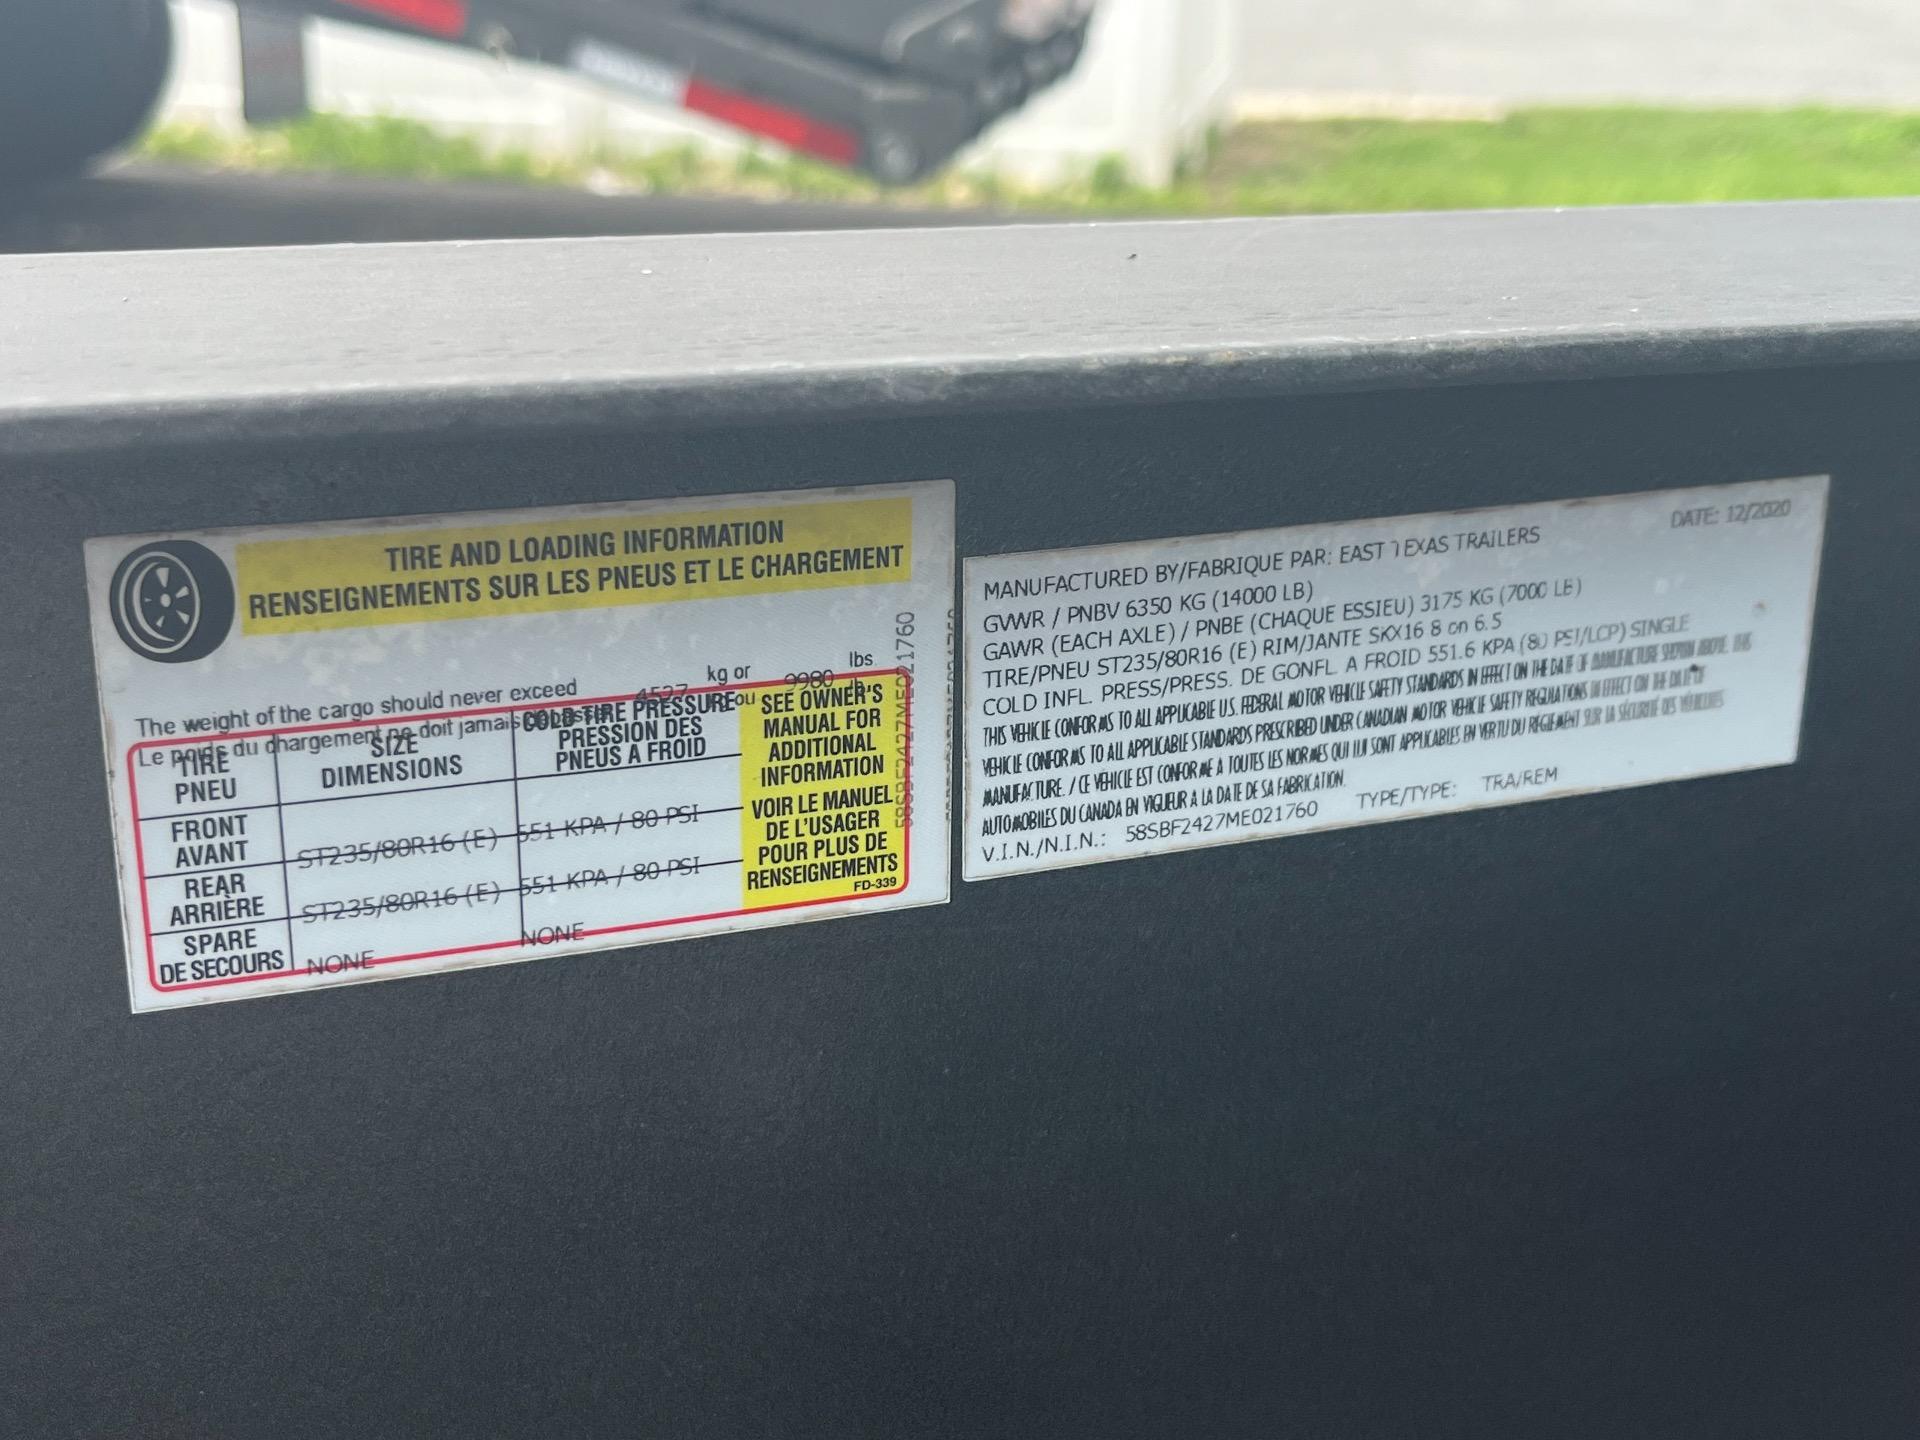 TIRE AND LOADING INFORMATION
RENSEIGNEMENTS SUR LES PNEUS ET LE CHARGEMENT
The weight of the cargo should never exceed 4527 kg or 9980 lbs
Le poids du chargement ne doit jamais ou
TIRE
PNEU
SIZE
DIMENSIONS
COLD TIRE PRESSURE
PRESSION DES
PNEUS A FROID
FRONT
AVANT
ST235/80R16 (E)
551 KPA / 80 PSI
REAR
ARRIÈRE
ST235/80R16 (E)
551 KPA / 80 PSI
SPARE
DE SECOURS
NONE
NONE
SEE OWNER'S
MANUAL FOR
ADDITIONAL
INFORMATION
VOIR LE MANUEL
DE L'USAGER
POUR PLUS DE
RENSEIGNEMENTS
FD-339
58SBF2427ME021760
MANUFACTURED BY/FABRIQUE PAR: EAST TEXAS TRAILERS DATE: 12/2020
GVWR / PNBV 6350 KG (14000 LB)
GAWR (EACH AXLE) / PNBE (CHAQUE ESSIEU) 3175 KG (7000 LB)
TIRE/PNEU ST235/80R16 (E) RIM/JANTE SKX16 8 on 6.5
COLD INFL. PRESS/PRESS. DE GONFL. A FROID 551.6 KPA (80 PSI/LCP) SINGLE
THIS VEHICLE CONFORMS TO ALL APPLICABLE U.S. FEDERAL MOTOR VEHICLE SAFETY STANDARDS IN EFFECT ON THE DATE OF MANUFACTURE SHOWN ABOVE. THIS
VEHICLE CONFORMS TO ALL APPLICABLE STANDARDS PRESCRIBED UNDER CANADIAN MOTOR VEHICLE SAFETY REGULATIONS IN EFFECT ON THE DATE OF
MANUFACTURE. / CE VÉHICLE EST CONFORME A TOUTES LES NORMES QUI LUI SONT APPLICABLES EN VERTU DU RÉGLEMENT SUR LA SÉCURITÉ DES VÉHICULES
AUTOMOBILES DU CANADA EN VIGUEUR A LA DATE DE SA FABRICATION.
V.I.N./N.I.N.: 58SBF2427ME021760 TYPE/TYPE: TRA/REM